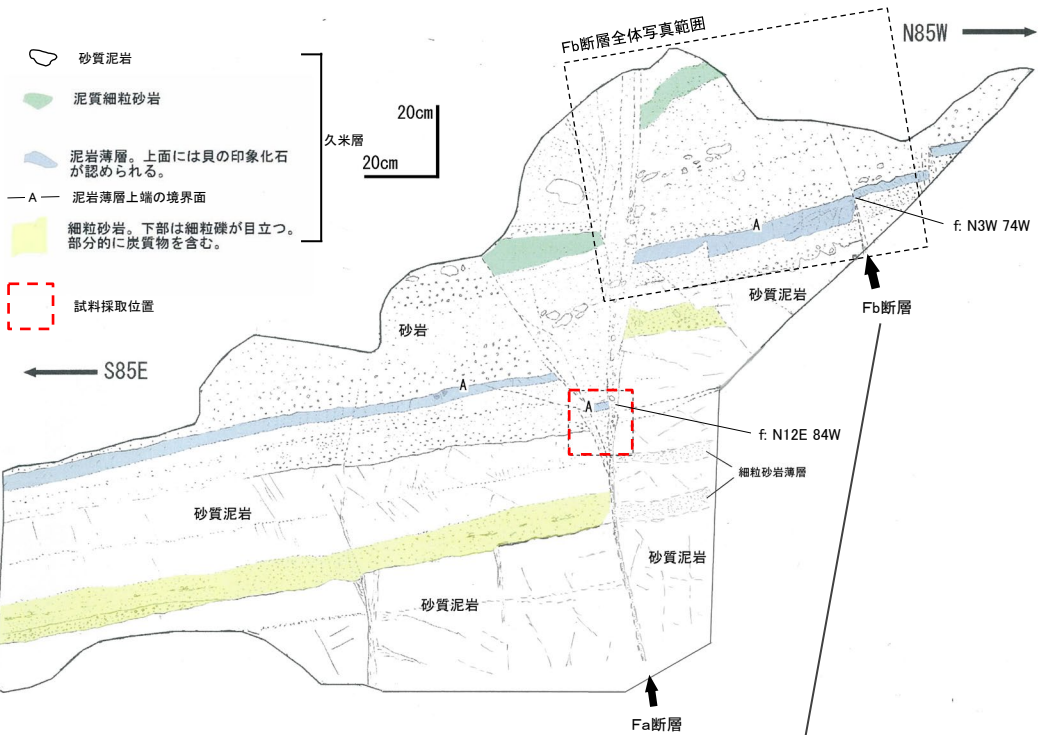 Fb断層全体写真範囲
N85W
砂質泥岩
泥質細粒砂岩
泥岩薄層。上面には貝の印象化石
が認められる。
A 泥岩薄層上端の境界面
細粒砂岩。下部は細粒礫が目立つ。
部分的に炭質物を含む。
久米層
試料採取位置
20cm
20cm
S85E
砂岩
A
A
A
f: N3W 74W
砂質泥岩
Fb断層
f: N12E 84W
細粒砂岩薄層
砂質泥岩
砂質泥岩
砂質泥岩
Fa断層